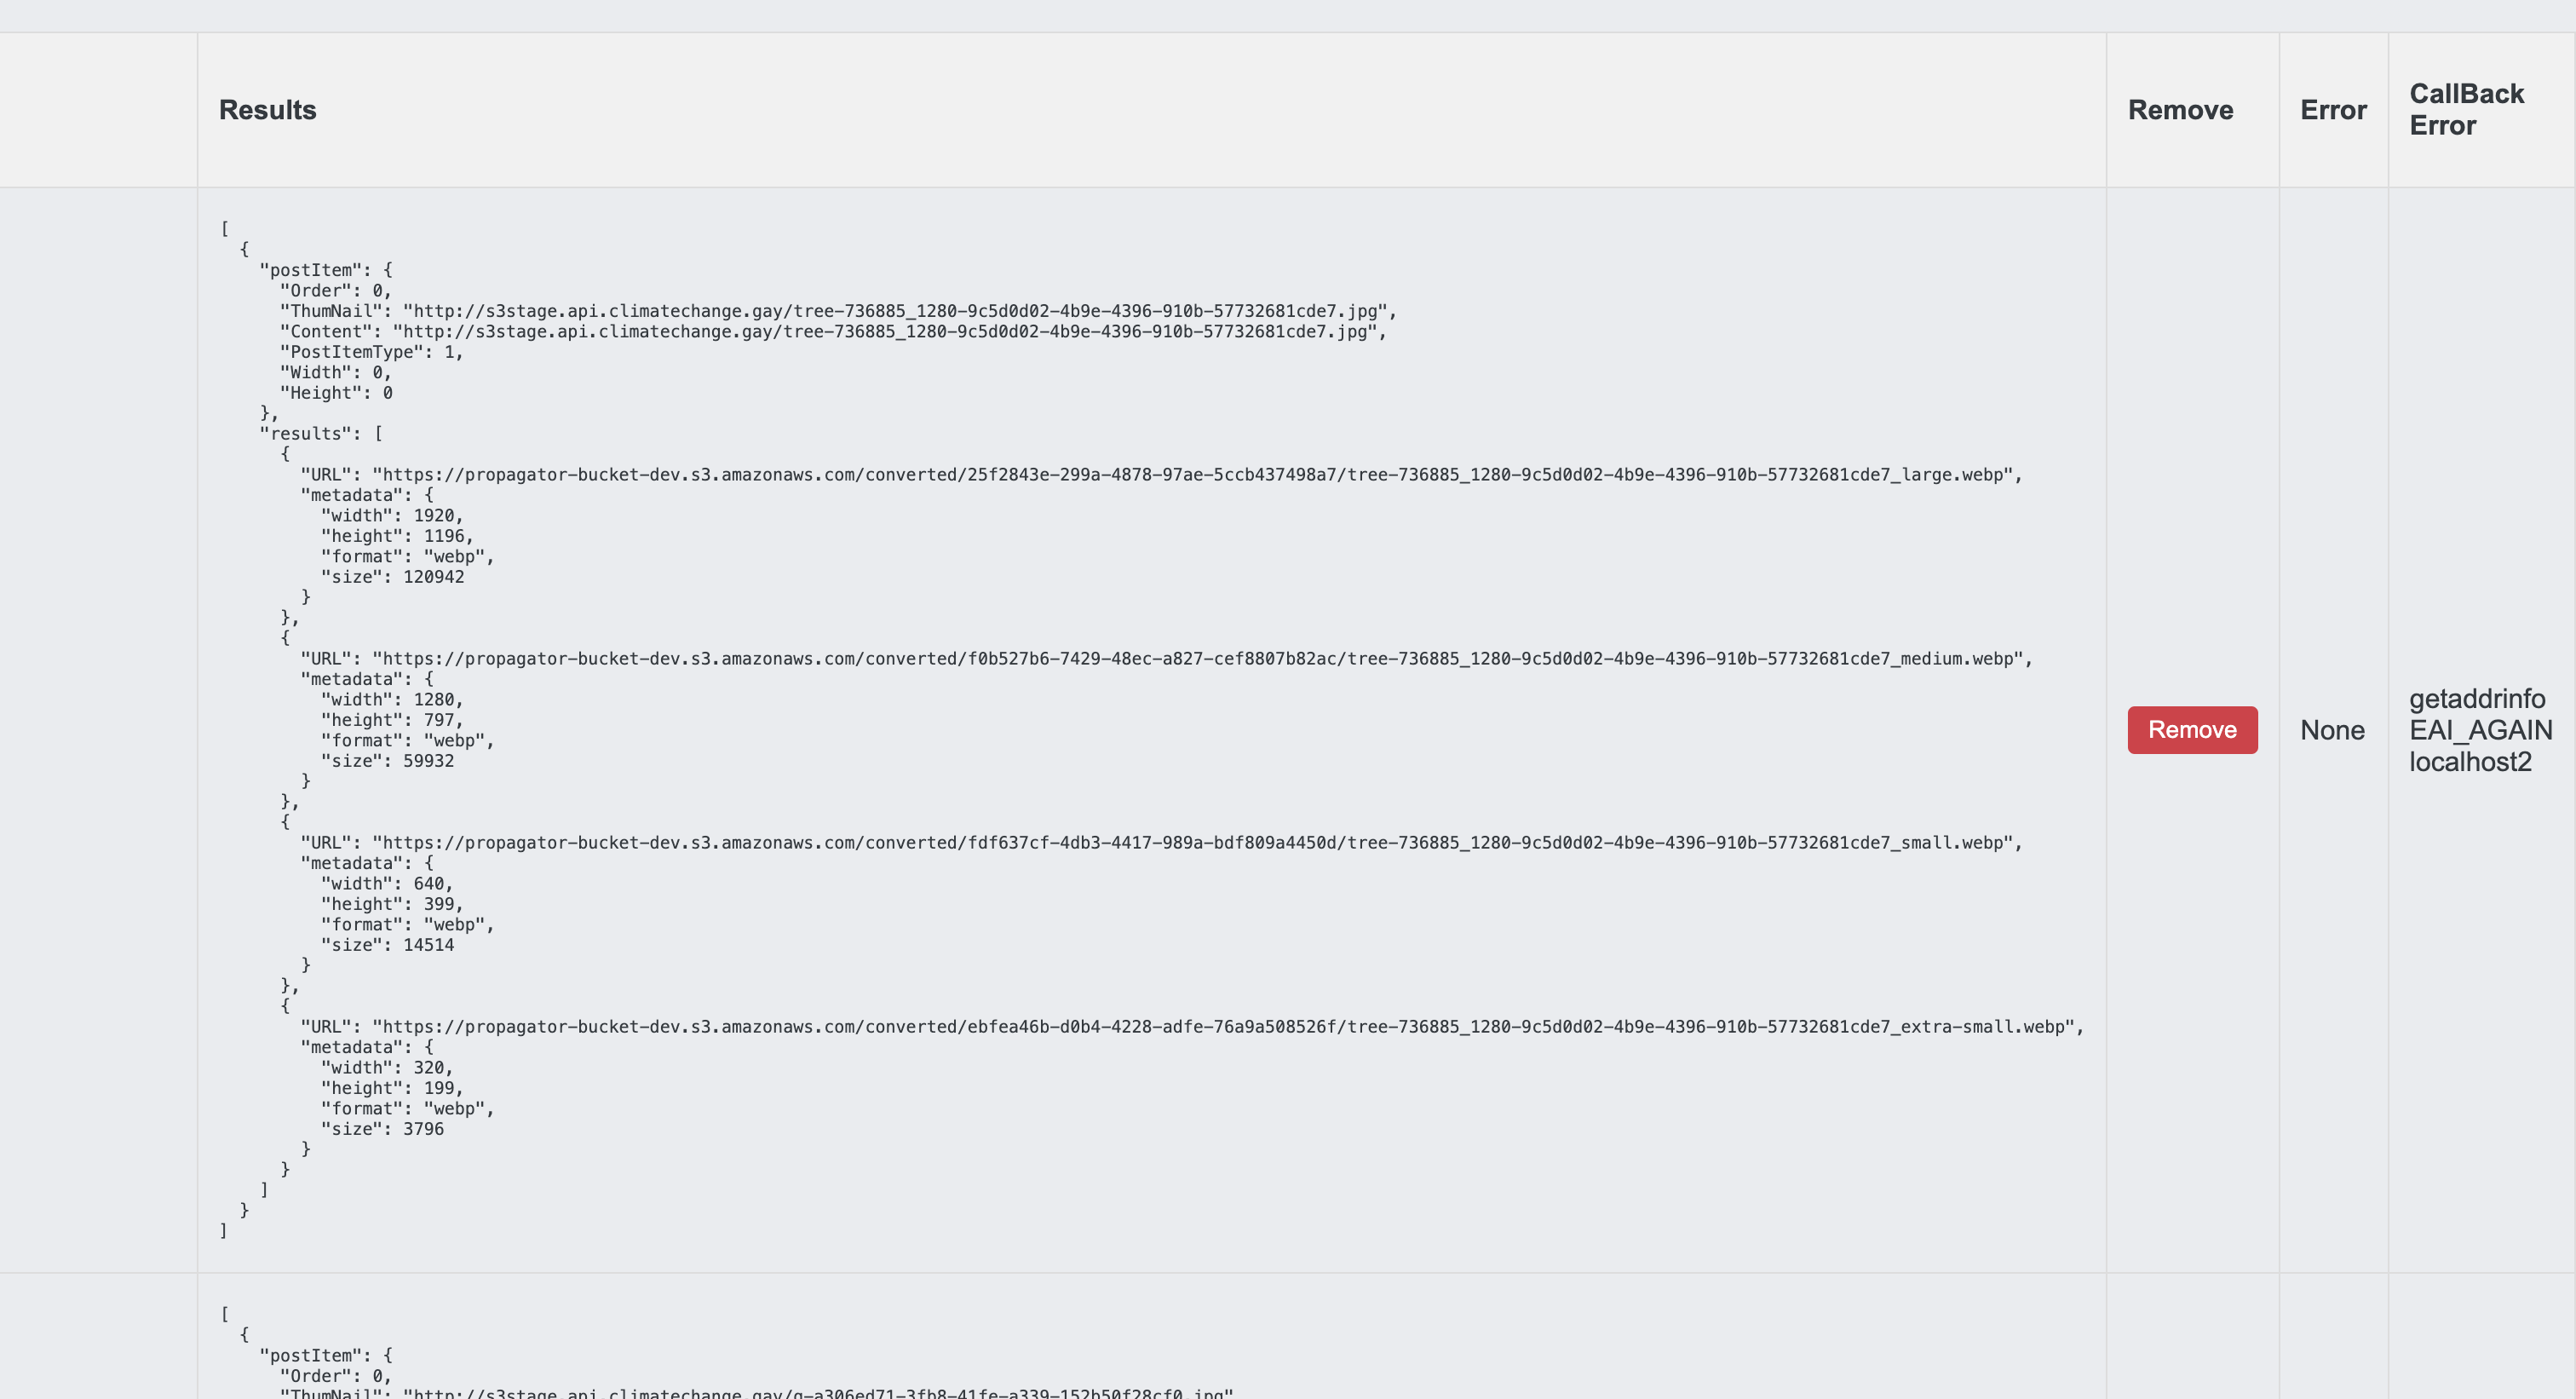 Results
Remove
Error
CallBack
Error
[
  {
    "postItem": {
      "Order": 0,
      "ThumNail": "http://s3stage.api.climatechange.gay/tree-736885_1280-9c5d0d02-4b9e-4396-910b-57732681cde7.jpg",
      "Content": "http://s3stage.api.climatechange.gay/tree-736885_1280-9c5d0d02-4b9e-4396-910b-57732681cde7.jpg",
      "PostItemType": 1,
      "Width": 0,
      "Height": 0
    },
    "results": [
      {
        "URL": "https://propagator-bucket-dev.s3.amazonaws.com/converted/25f2843e-299a-4878-97ae-5ccb437498a7/tree-736885_1280-9c5d0d02-4b9e-4396-910b-57732681cde7_large.webp",
        "metadata": {
          "width": 1920,
          "height": 1196,
          "format": "webp",
          "size": 120942
        }
      },
      {
        "URL": "https://propagator-bucket-dev.s3.amazonaws.com/converted/f0b527b6-7429-48ec-a827-cef8807b82ac/tree-736885_1280-9c5d0d02-4b9e-4396-910b-57732681cde7_medium.webp",
        "metadata": {
          "width": 1280,
          "height": 797,
          "format": "webp",
          "size": 59932
        }
      },
      {
        "URL": "https://propagator-bucket-dev.s3.amazonaws.com/converted/fdf637cf-4db3-4417-989a-bdf809a4450d/tree-736885_1280-9c5d0d02-4b9e-4396-910b-57732681cde7_small.webp",
        "metadata": {
          "width": 640,
          "height": 399,
          "format": "webp",
          "size": 14514
        }
      },
      {
        "URL": "https://propagator-bucket-dev.s3.amazonaws.com/converted/ebfea46b-d0b4-4228-adfe-76a9a508526f/tree-736885_1280-9c5d0d02-4b9e-4396-910b-57732681cde7_extra-small.webp",
        "metadata": {
          "width": 320,
          "height": 199,
          "format": "webp",
          "size": 3796
        }
      }
    ]
  }
]
Remove
None
getaddrinfo
EAI_AGAIN
localhost2
[
  {
    "postItem": {
      "Order": 0,
      "ThumNail": "http://s3stage.api.climatechange.gay/g-a306ed71-3fb8-41fe-a339-152b50f28cf0.jpg"